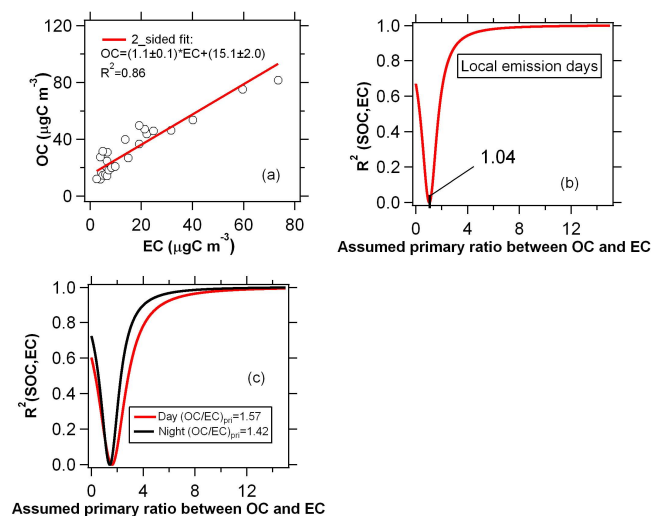 120
80
40
0
OC (µgC m⁻³)
2_sided fit:
OC=(1.1±0.1)*EC+(15.1±2.0)
R²=0.86
(a)
0 20 40 60 80
EC (µgC m⁻³)
1.0
0.8
0.6
0.4
0.2
0.0
R² (SOC,EC)
Local emission days
1.04
(b)
0 4 8 12
Assumed primary ratio between OC and EC
1.0
0.8
0.6
0.4
0.2
0.0
R²(SOC,EC)
(c)
Day (OC/EC)pri=1.57
Night (OC/EC)pri=1.42
0 4 8 12
Assumed primary ratio between OC and EC